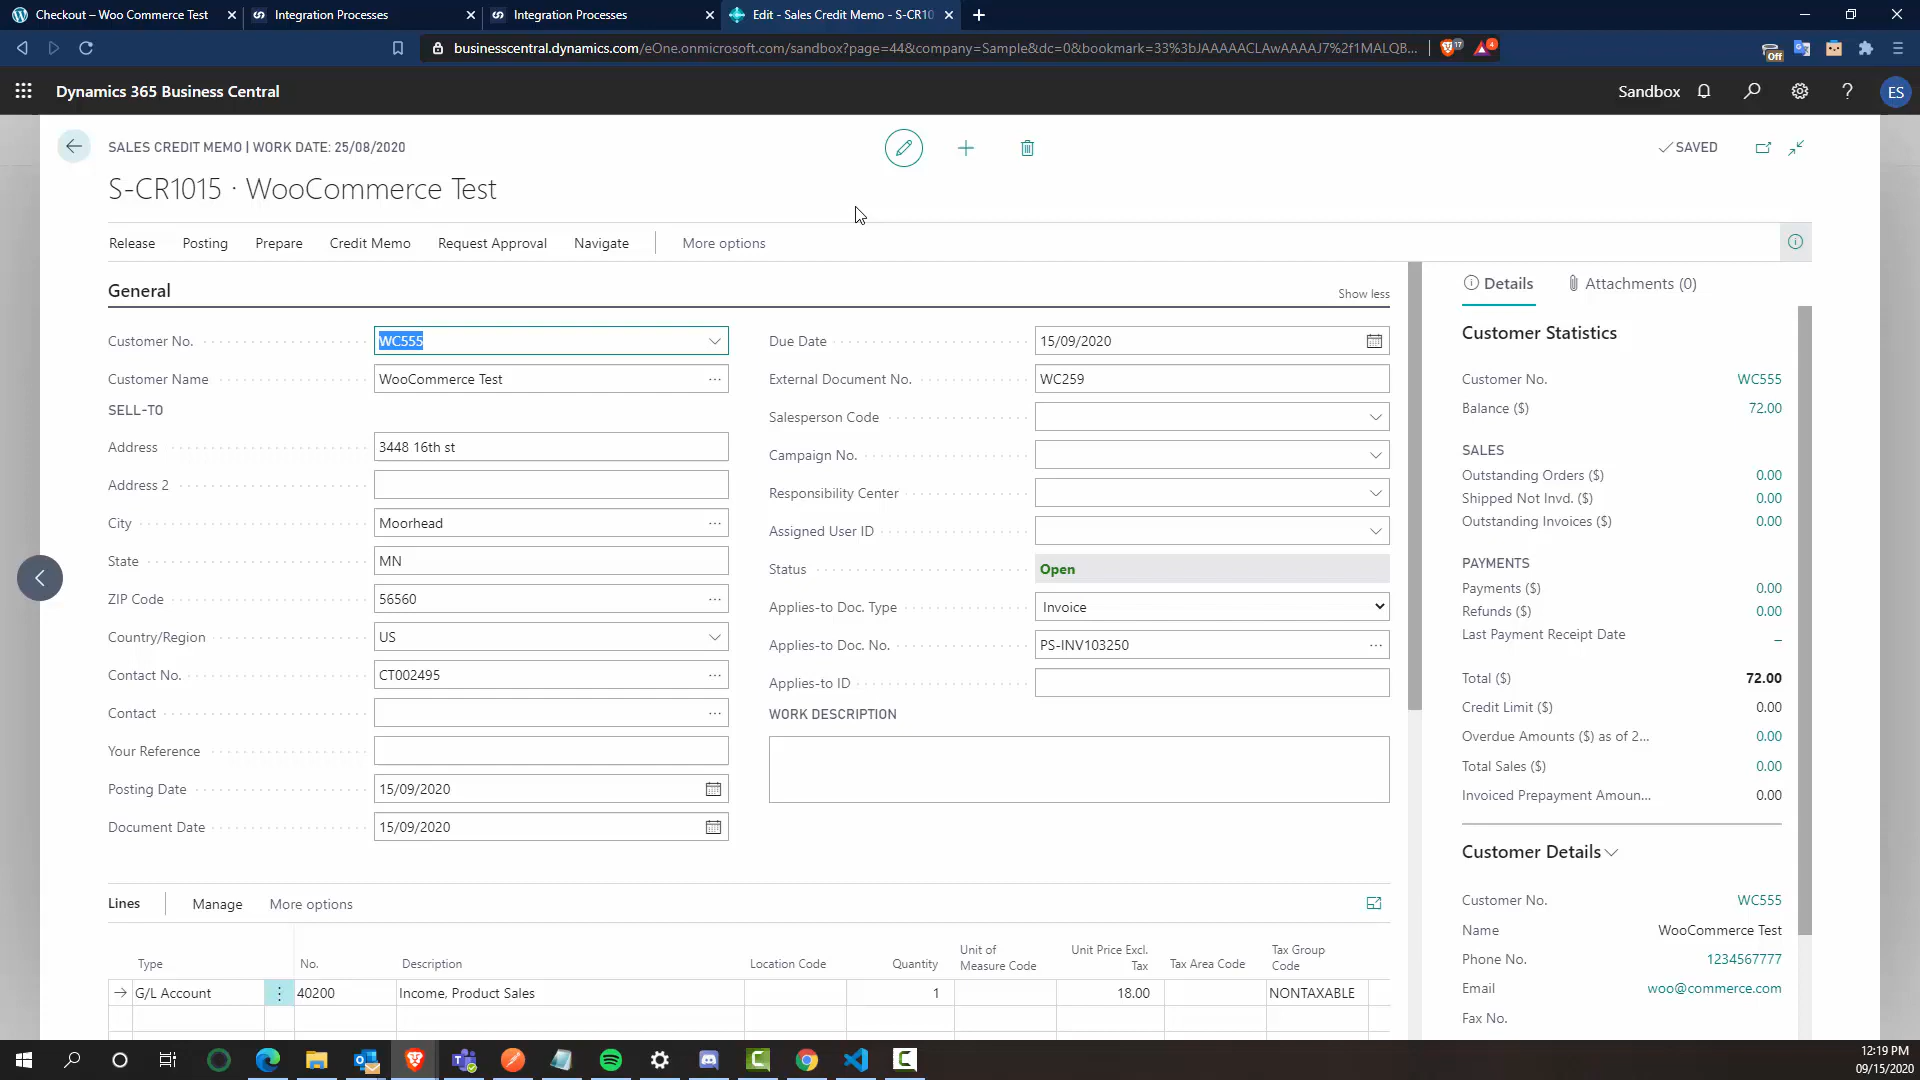 Checkout – Woo Commerce Test
Integration Processes
Integration Processes
Edit - Sales Credit Memo - S-CR10
businesscentral.dynamics.com/eOne.onmicrosoft.com/sandbox?page=44&company=Sample&dc=0&bookmark=33%3bJAAAAACLAwAAAAJ7%2f1MALQB...
17
4
Off
Dynamics 365 Business Central
Sandbox
ES
SALES CREDIT MEMO | WORK DATE: 25/08/2020
SAVED
S-CR1015 · WooCommerce Test
Release
Posting
Prepare
Credit Memo
Request Approval
Navigate
More options
General
Show less
Customer No.
WC555
Customer Name
WooCommerce Test
SELL-TO
Address
3448 16th st
Address 2
City
Moorhead
State
MN
ZIP Code
56560
Country/Region
US
Contact No.
CT002495
Contact
Your Reference
Posting Date
15/09/2020
Document Date
15/09/2020
Due Date
15/09/2020
External Document No.
WC259
Salesperson Code
Campaign No.
Responsibility Center
Assigned User ID
Status
Open
Applies-to Doc. Type
Invoice
Applies-to Doc. No.
PS-INV103250
Applies-to ID
WORK DESCRIPTION
Details
Attachments (0)
Customer Statistics
Customer No.
WC555
Balance ($)
72.00
SALES
Outstanding Orders ($)
0.00
Shipped Not Invd. ($)
0.00
Outstanding Invoices ($)
0.00
PAYMENTS
Payments ($)
0.00
Refunds ($)
0.00
Last Payment Receipt Date
–
Total ($)
72.00
Credit Limit ($)
0.00
Overdue Amounts ($) as of 2...
0.00
Total Sales ($)
0.00
Invoiced Prepayment Amoun...
0.00
Customer Details
Customer No.
WC555
Name
WooCommerce Test
Phone No.
1234567777
Email
woo@commerce.com
Fax No.
Lines
Manage
More options
Type
No.
Description
Location Code
Quantity
Unit of
Measure Code
Unit Price Excl.
Tax
Tax Area Code
Tax Group
Code
G/L Account
40200
Income, Product Sales
1
18.00
NONTAXABLE
12:19 PM
09/15/2020